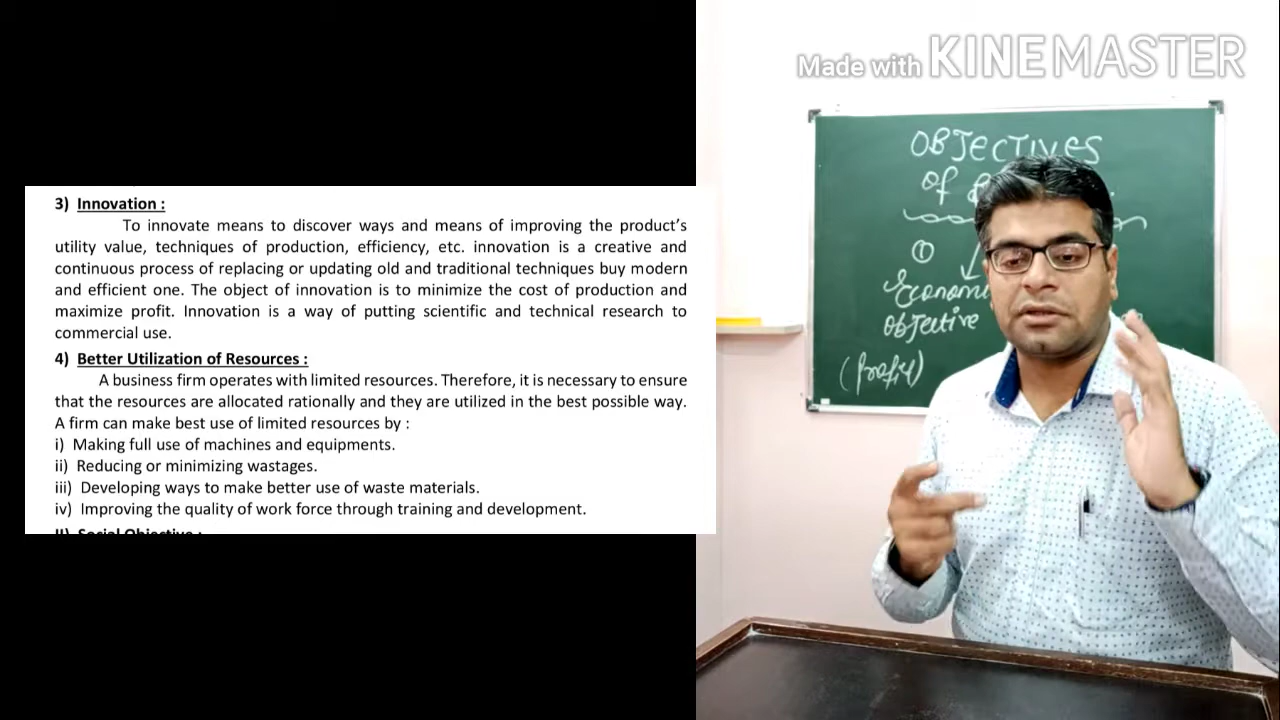 3) Innovation :
To innovate means to discover ways and means of improving the product's
utility value, techniques of production, efficiency, etc. innovation is a creative and
continuous process of replacing or updating old and traditional techniques buy modern
and efficient one. The object of innovation is to minimize the cost of production and
maximize profit. Innovation is a way of putting scientific and technical research to
commercial use.
4) Better Utilization of Resources :
A business firm operates with limited resources. Therefore, it is necessary to ensure
that the resources are allocated rationally and they are utilized in the best possible way.
A firm can make best use of limited resources by :
i) Making full use of machines and equipments.
ii) Reducing or minimizing wastages.
iii) Developing ways to make better use of waste materials.
iv) Improving the quality of work force through training and development.
II) Social Objective :
Made with KINEMASTER
OBJECTIVES
of
①
Economi
Objective
(Profit)